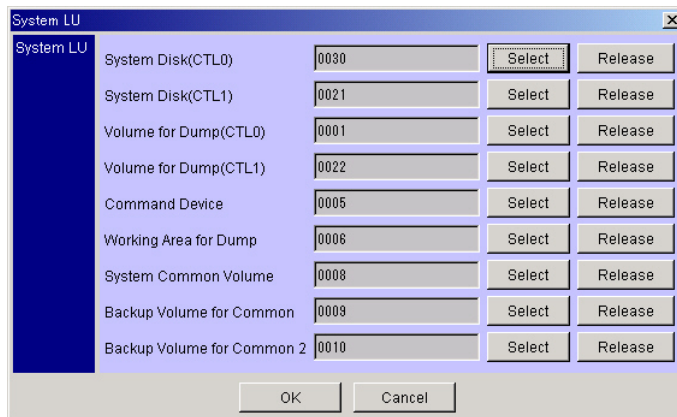 System LU
System LU
System Disk(CTL0) 0030 Select Release
System Disk(CTL1) 0021 Select Release
Volume for Dump(CTL0) 0001 Select Release
Volume for Dump(CTL1) 0022 Select Release
Command Device 0005 Select Release
Working Area for Dump 0006 Select Release
System Common Volume 0008 Select Release
Backup Volume for Common 0009 Select Release
Backup Volume for Common 2 0010 Select Release
OK Cancel